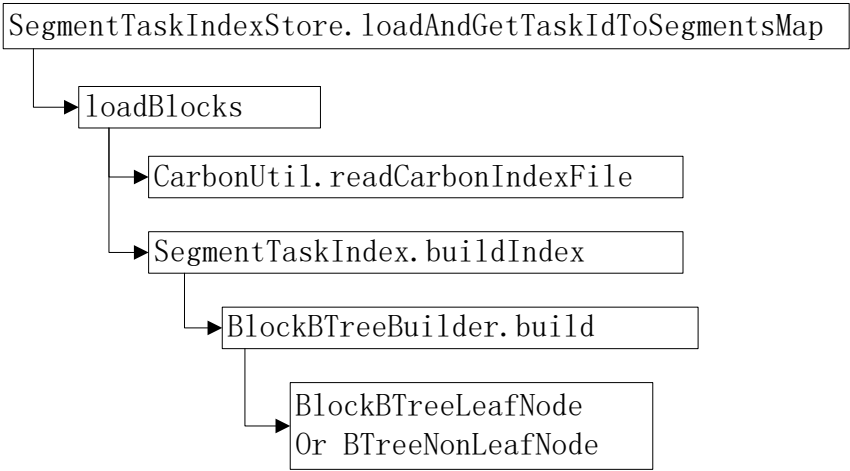 SegmentTaskIndexStore.loadAndGetTaskIdToSegmentsMap
loadBlocks
CarbonUtil.readCarbonIndexFile
SegmentTaskIndex.buildIndex
BlockBTreeBuilder.build
BlockBTreeLeafNode
Or BTreeNonLeafNode